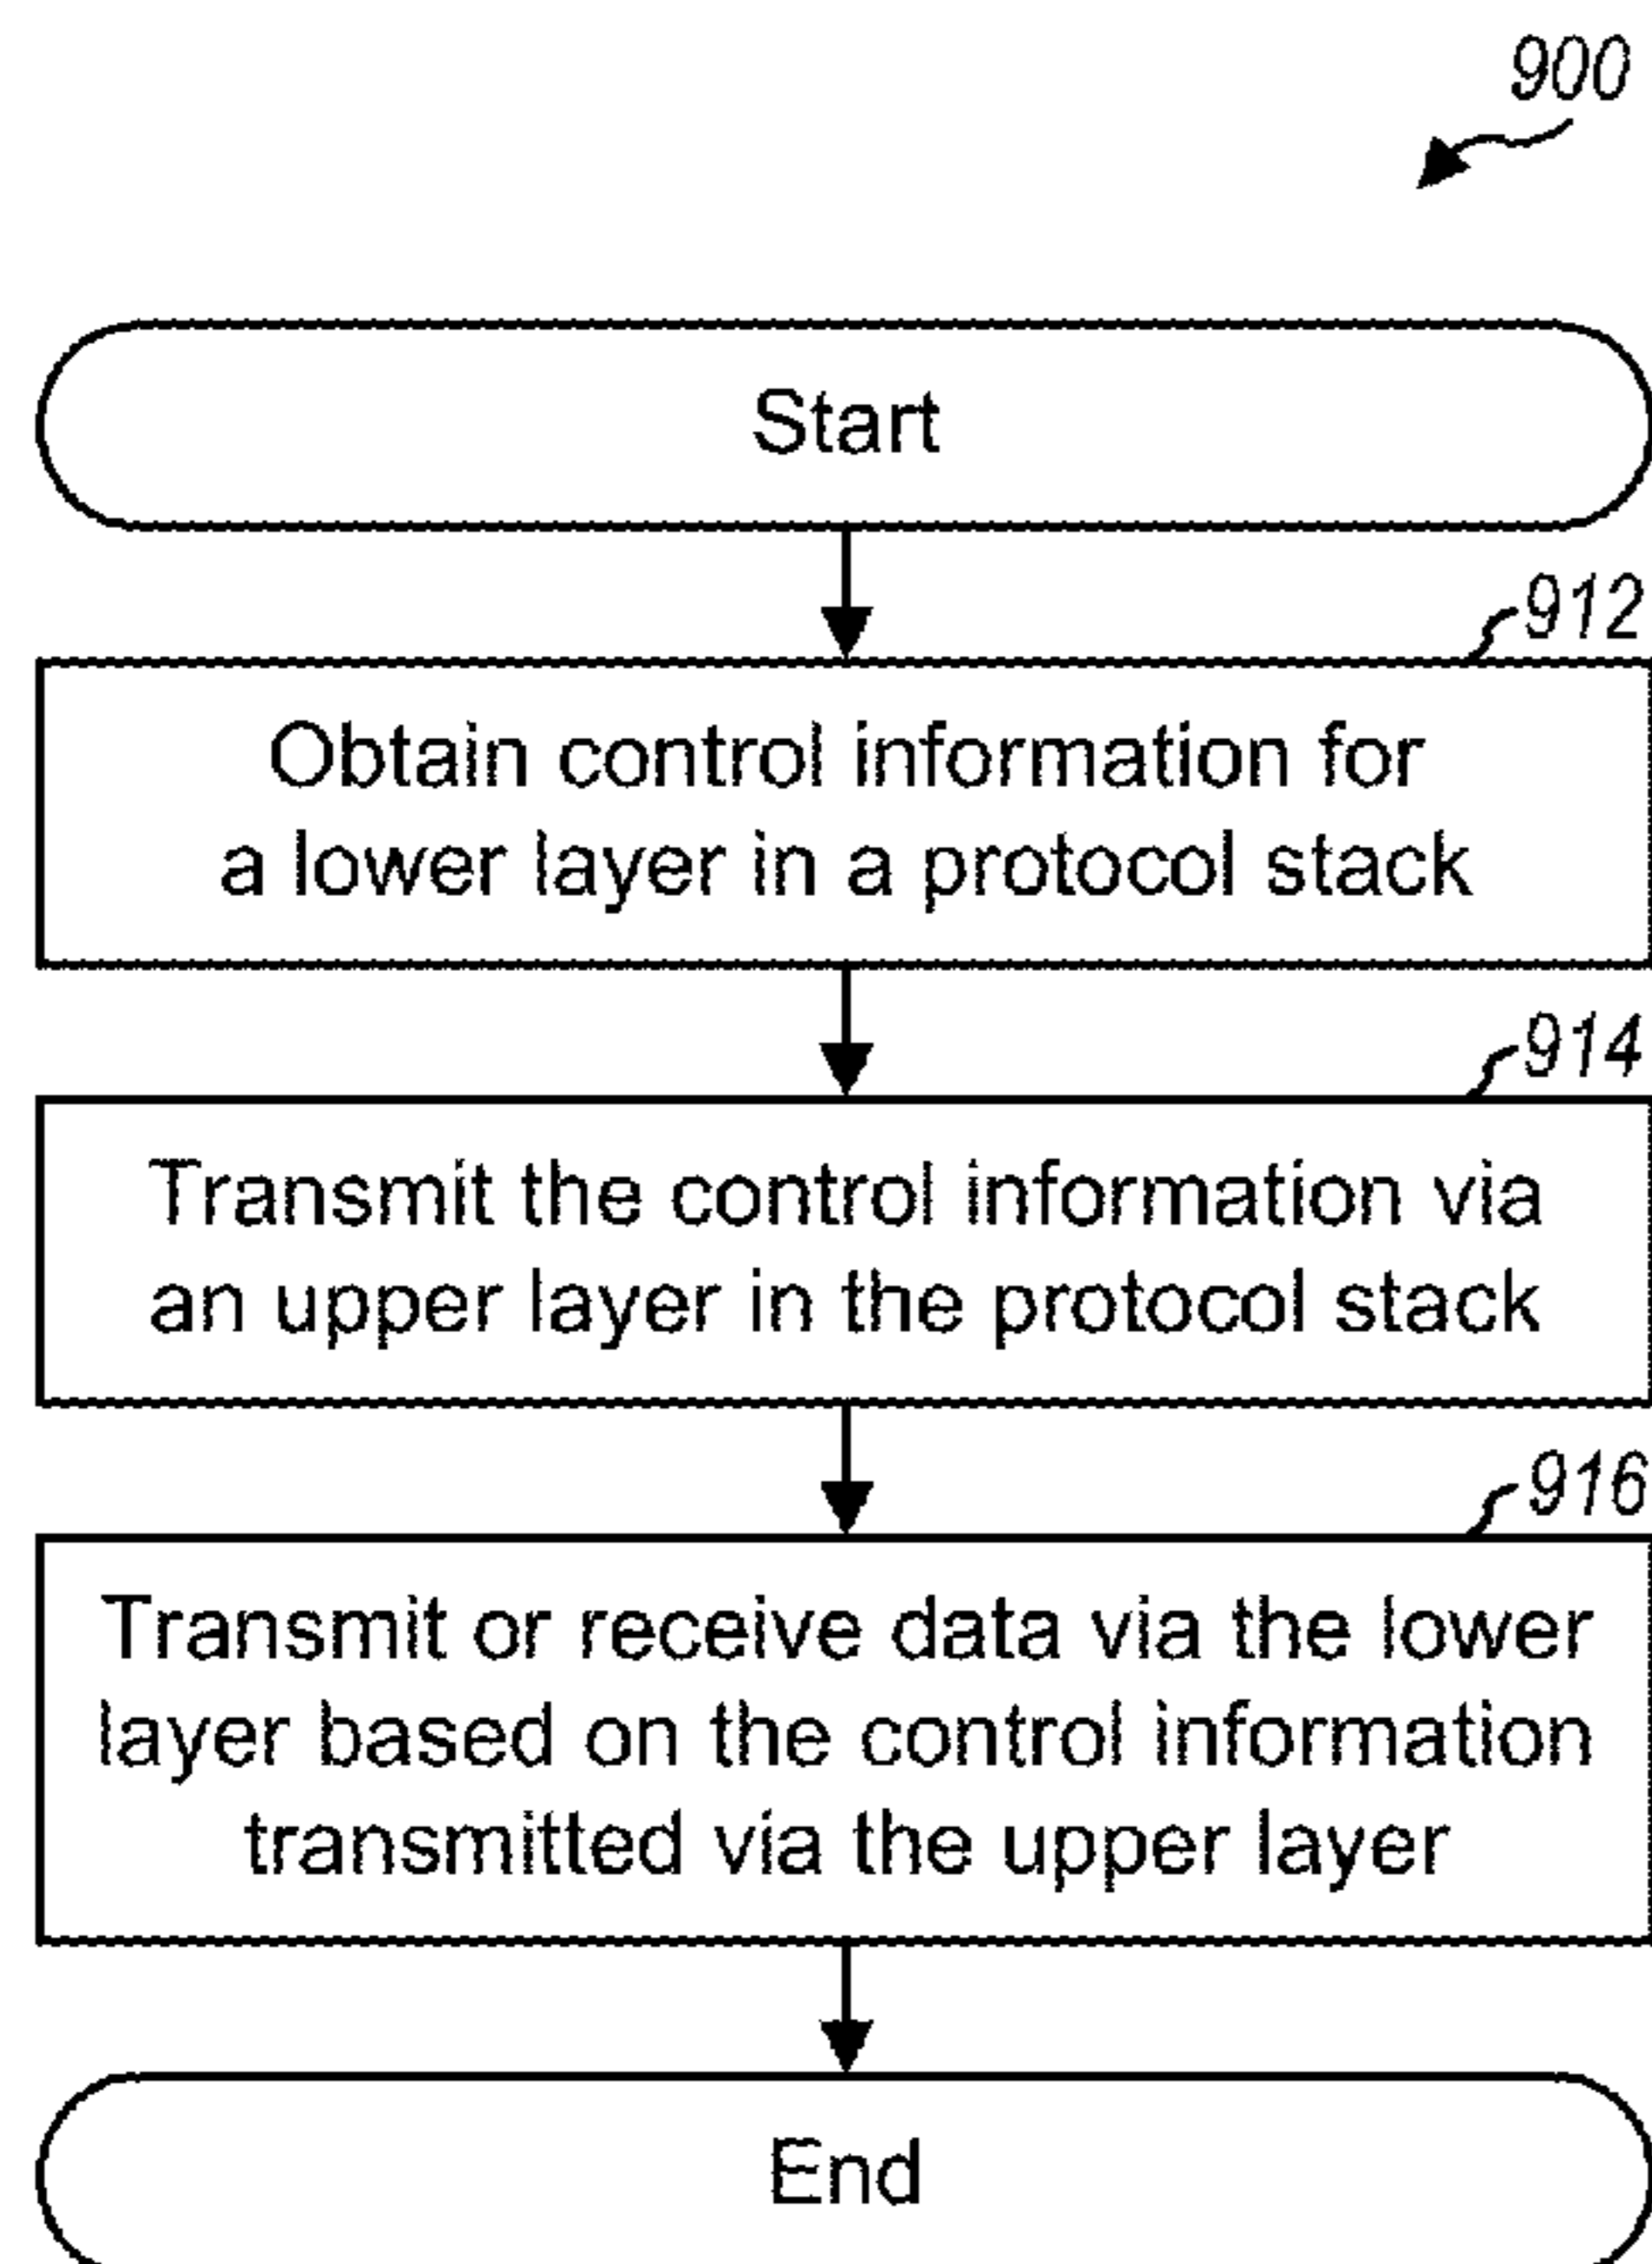 900
Start
912
Obtain control information for
a lower layer in a protocol stack
914
Transmit the control information via
an upper layer in the protocol stack
916
Transmit or receive data via the lower
layer based on the control information
transmitted via the upper layer
End